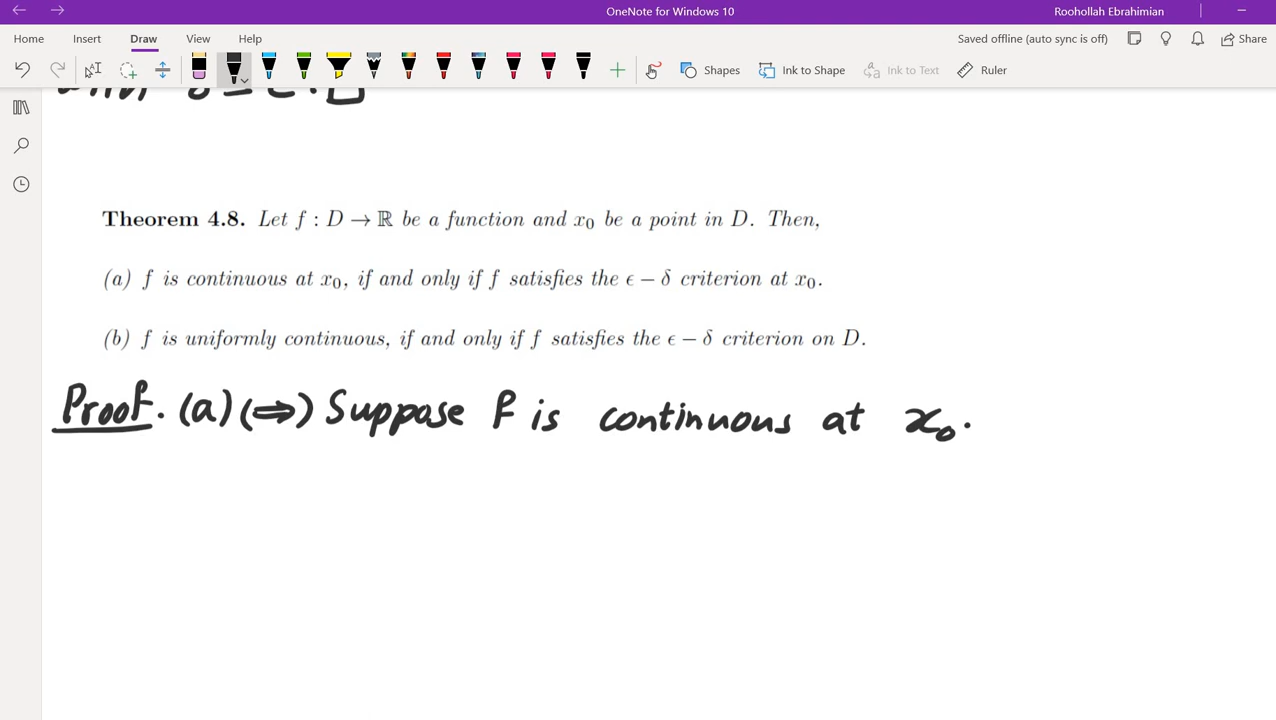 OneNote for Windows 10
Roohollah Ebrahimian
Home Insert Draw View Help
Saved offline (auto sync is off)
Share
Shapes
Ink to Shape
Ink to Text
Ruler
Theorem 4.8. Let f : D → ℝ be a function and x₀ be a point in D. Then,
(a) f is continuous at x₀, if and only if f satisfies the ϵ − δ criterion at x₀.
(b) f is uniformly continuous, if and only if f satisfies the ϵ − δ criterion on D.
Proof. (a) (⇒) Suppose f is continuous at x₀.